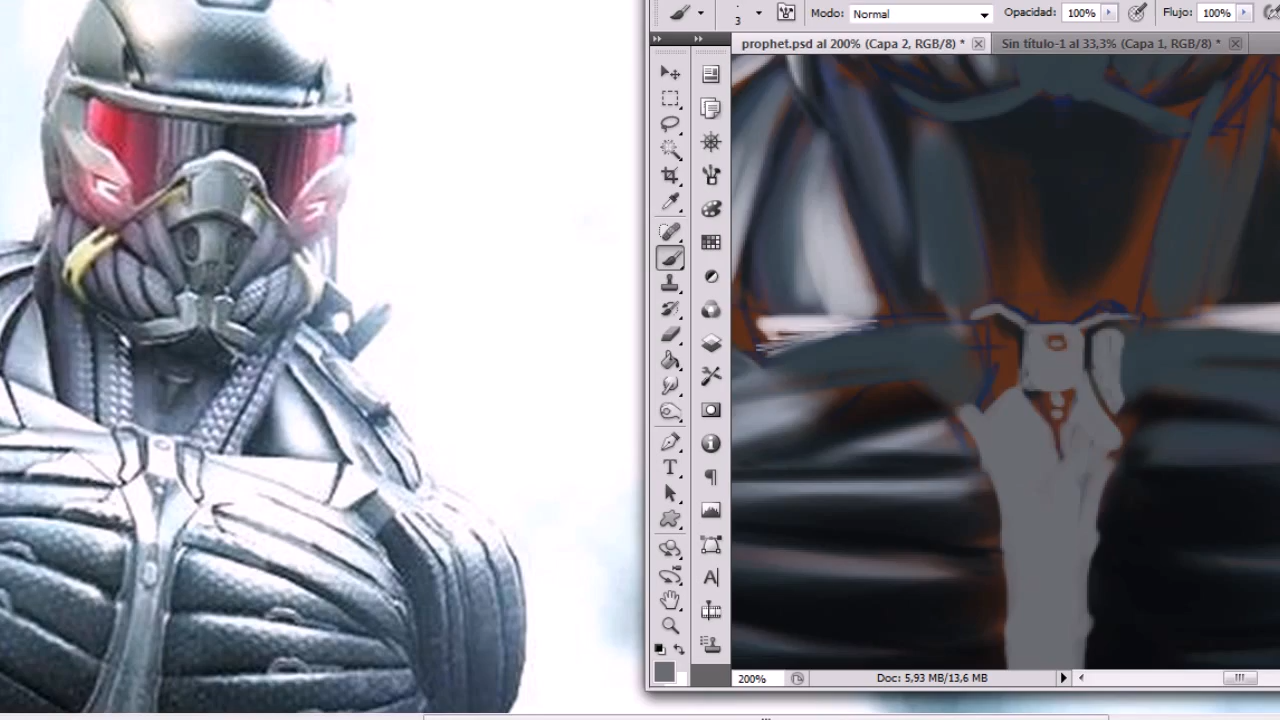 3 Modo: Normal Opacidad: 100% Flujo: 100%
prophet.psd al 200% (Capa 2, RGB/8) * Sin título-1 al 33,3% (Capa 1, RGB/8) *
200% Doc: 5,93 MB/13,6 MB